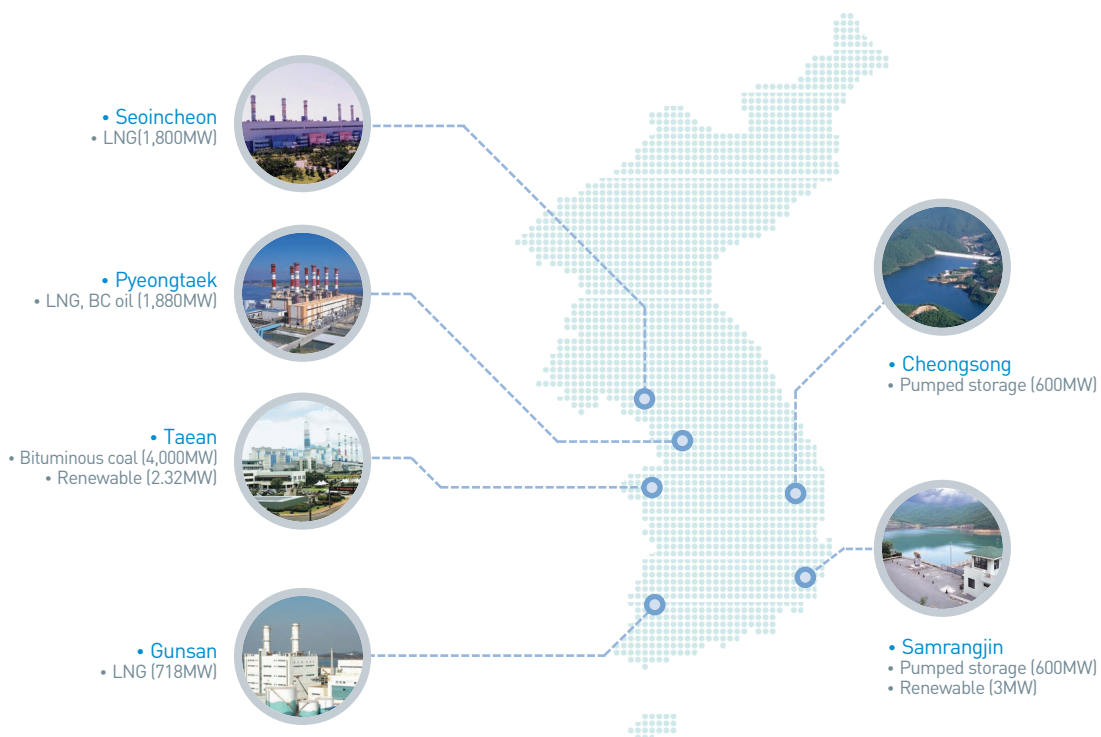 • Seoincheon
• LNG(1,800MW)
• Pyeongtaek
• LNG, BC oil (1,880MW)
• Taean
• Bituminous coal (4,000MW)
• Renewable (2.32MW)
• Gunsan
• LNG (718MW)
• Cheongsong
• Pumped storage (600MW)
• Samrangjin
• Pumped storage (600MW)
• Renewable (3MW)